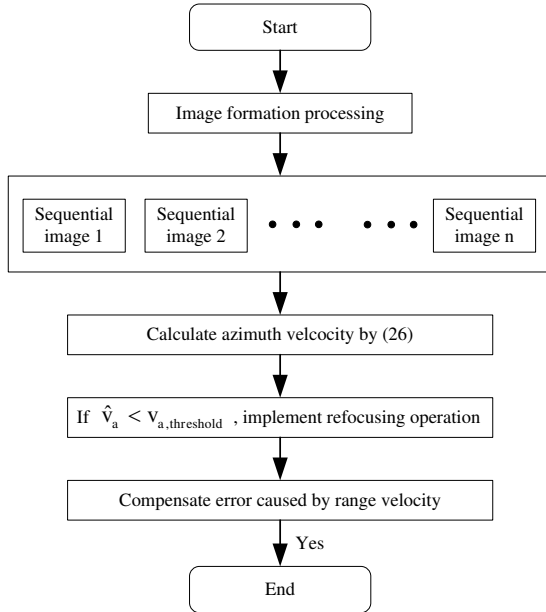 Start
Image formation processing
Sequential
image 1
Sequential
image 2
Sequential
image n
Calculate azimuth velcocity by (26)
If v̂ₐ < vₐ,threshold , implement refocusing operation
Compensate error caused by range velocity
Yes
End